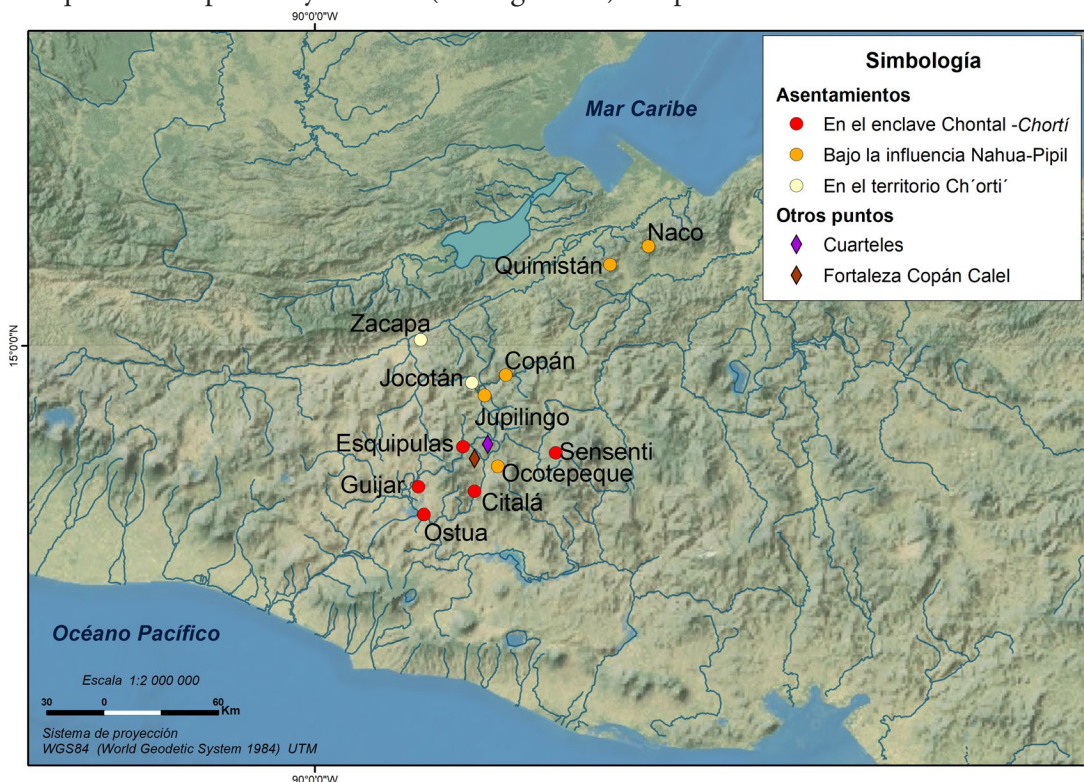 90°0'0"W
Mar Caribe
Simbología
Asentamientos
En el enclave Chontal -Chortí
Bajo la influencia Nahua-Pipil
En el territorio Ch´orti´
Otros puntos
Cuarteles
Fortaleza Copán Calel
Naco
Quimistán
Zacapa
15°0'0"N
Copán
Jocotán
Jupilingo
Esquipulas
Sensenti
Ocotepeque
Guijar
Citalá
Ostua
Océano Pacífico
Escala 1:2 000 000
30 0 60
Km
Sistema de proyección
WGS84 (World Geodetic System 1984) UTM
90°0'0"W